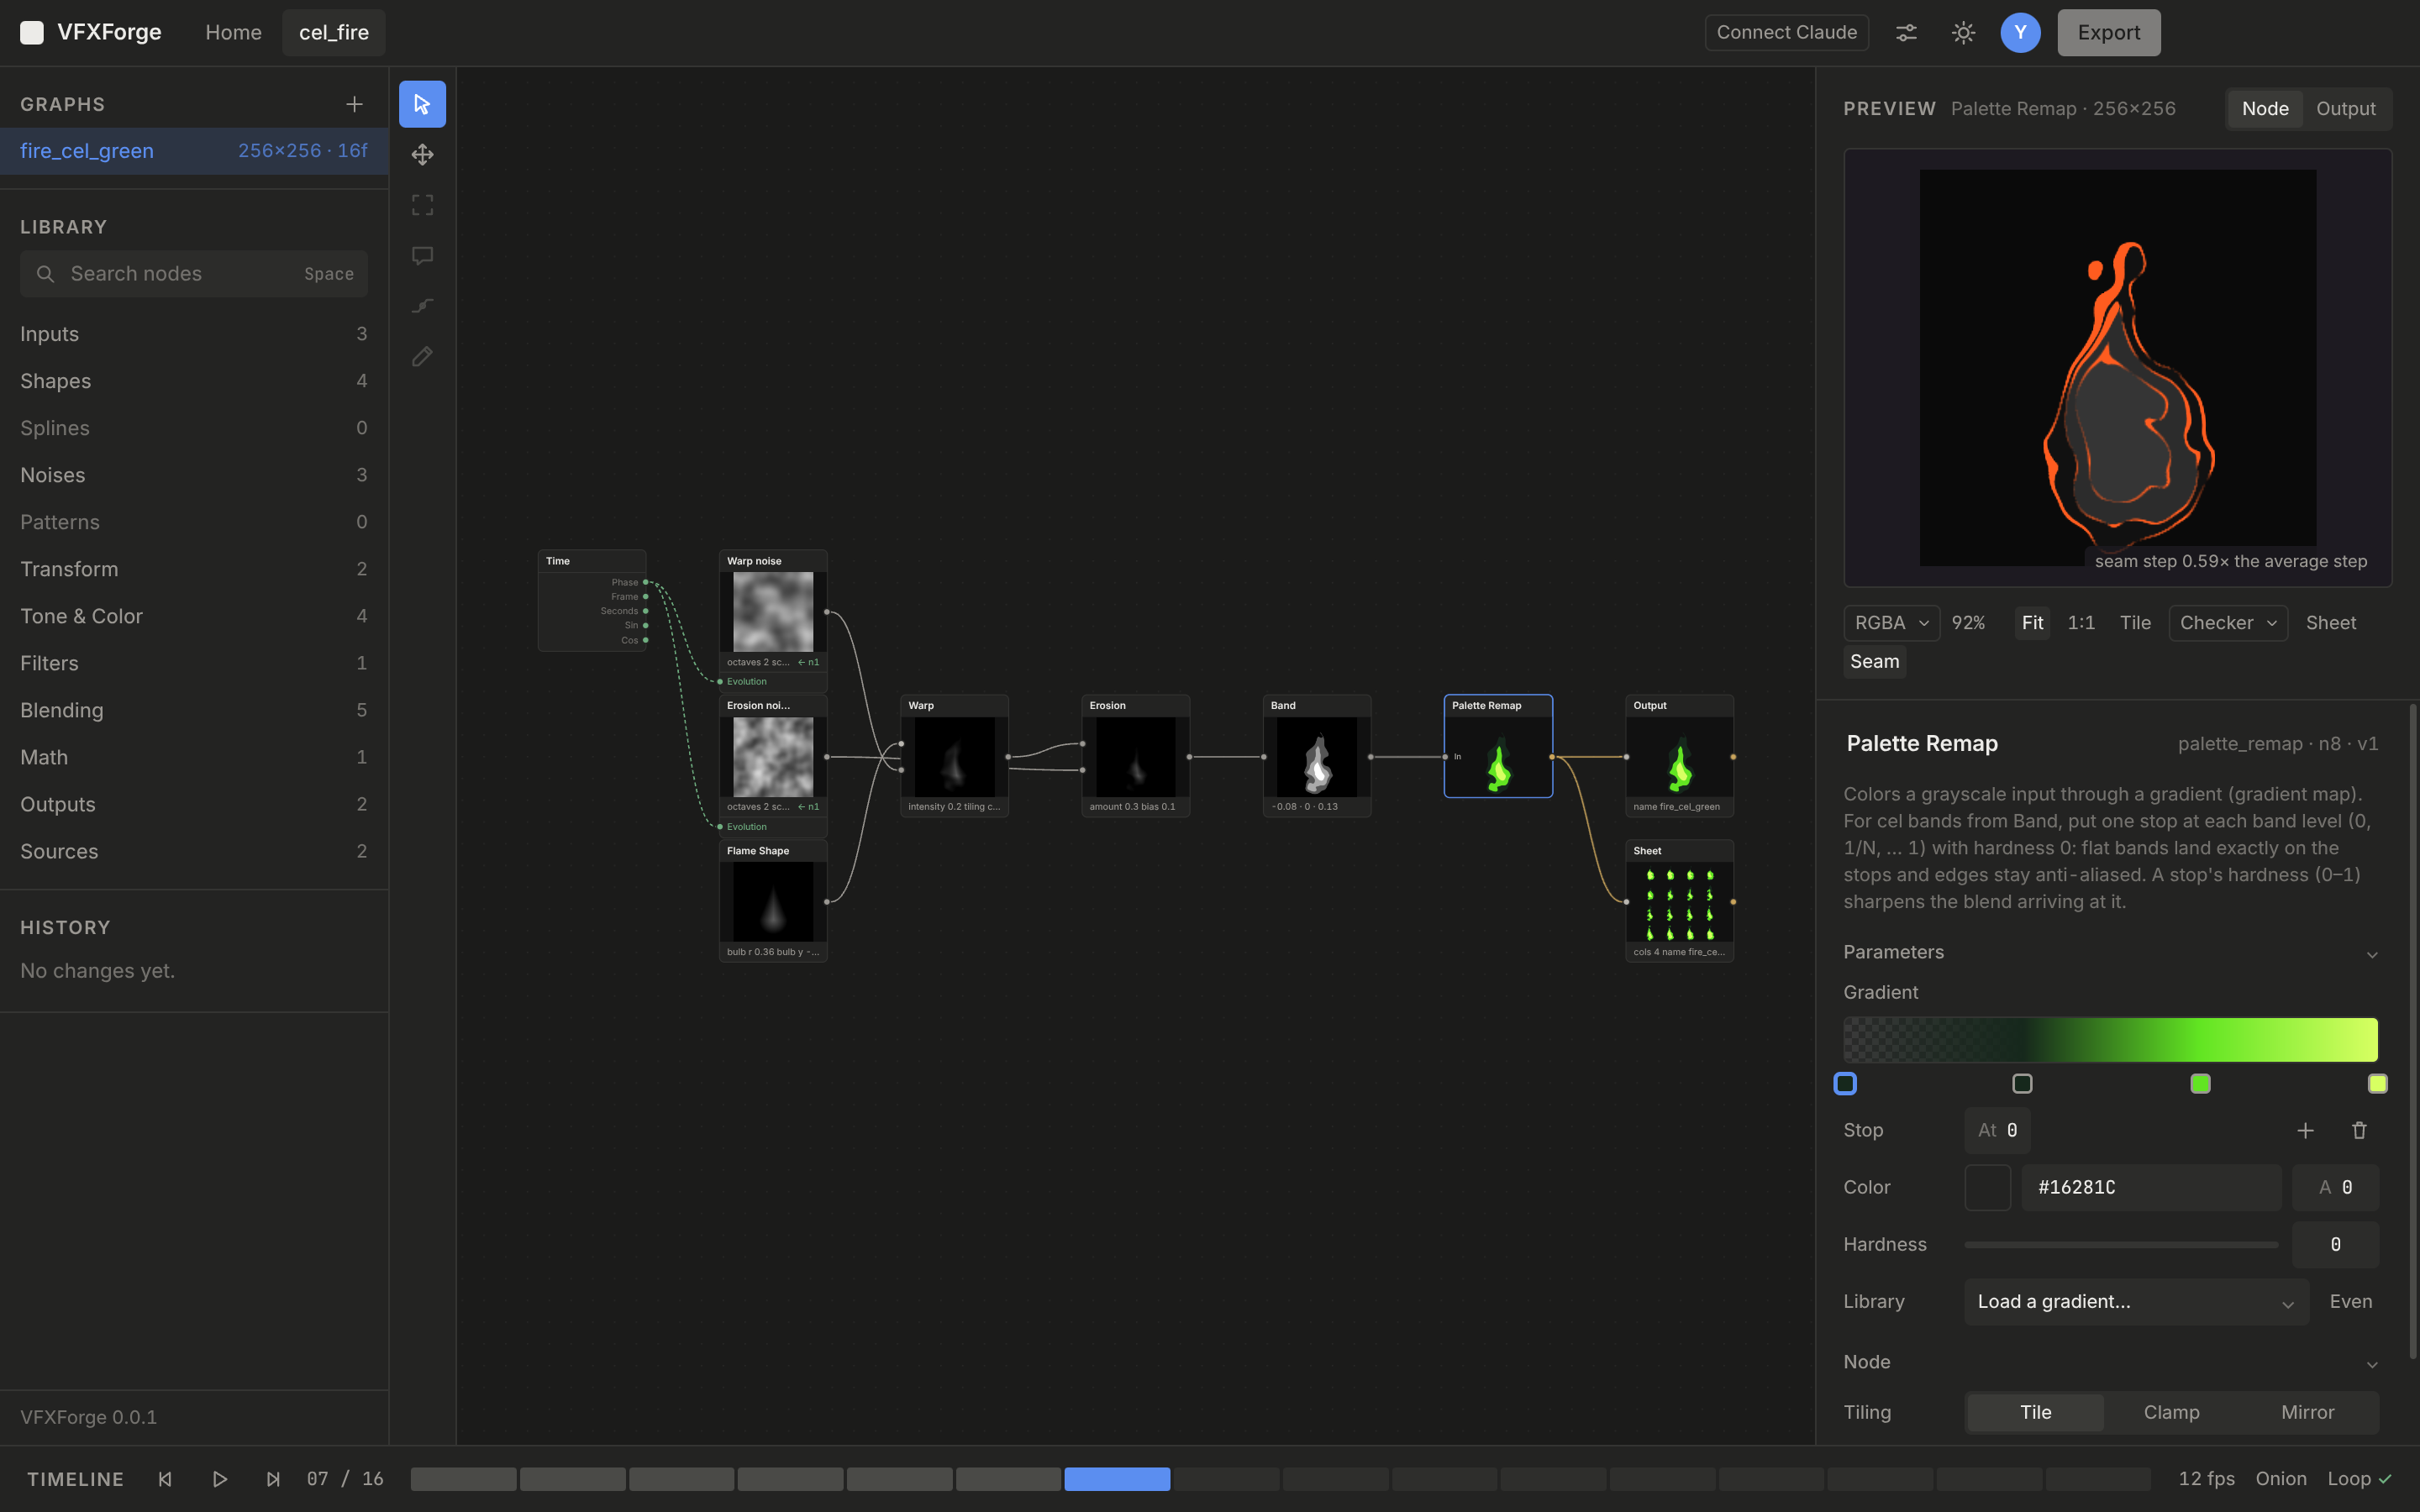 VFXForge
Home
cel_fire
Connect Claude
Y
Export
GRAPHS
fire_cel_green
256×256 · 16f
LIBRARY
Search nodes
Space
Inputs
3
Shapes
4
Splines
0
Noises
3
Patterns
0
Transform
2
Tone & Color
4
Filters
1
Blending
5
Math
1
Outputs
2
Sources
2
HISTORY
No changes yet.
VFXForge 0.0.1
Time
Phase
Frame
Seconds
Sin
Cos
Warp noise
octaves 2 sc...
← n1
Evolution
Erosion noi...
octaves 2 sc...
← n1
Evolution
Flame Shape
bulb r 0.36 bulb y -...
Warp
intensity 0.2 tiling c...
Erosion
amount 0.3 bias 0.1
Band
-0.08 · 0 · 0.13
Palette Remap
In
Output
name fire_cel_green
Sheet
cols 4 name fire_ce...
PREVIEW
Palette Remap · 256×256
Node
Output
seam step 0.59× the average step
RGBA
92%
Fit
1:1
Tile
Checker
Sheet
Seam
Palette Remap
palette_remap · n8 · v1
Colors a grayscale input through a gradient (gradient map).
For cel bands from Band, put one stop at each band level (0,
1/N, ... 1) with hardness 0: flat bands land exactly on the
stops and edges stay anti-aliased. A stop's hardness (0–1)
sharpens the blend arriving at it.
Parameters
Gradient
Stop
At 0
Color
#16281C
A 0
Hardness
0
Library
Load a gradient...
Even
Node
Tiling
Tile
Clamp
Mirror
TIMELINE
07 / 16
12 fps
Onion
Loop ✓